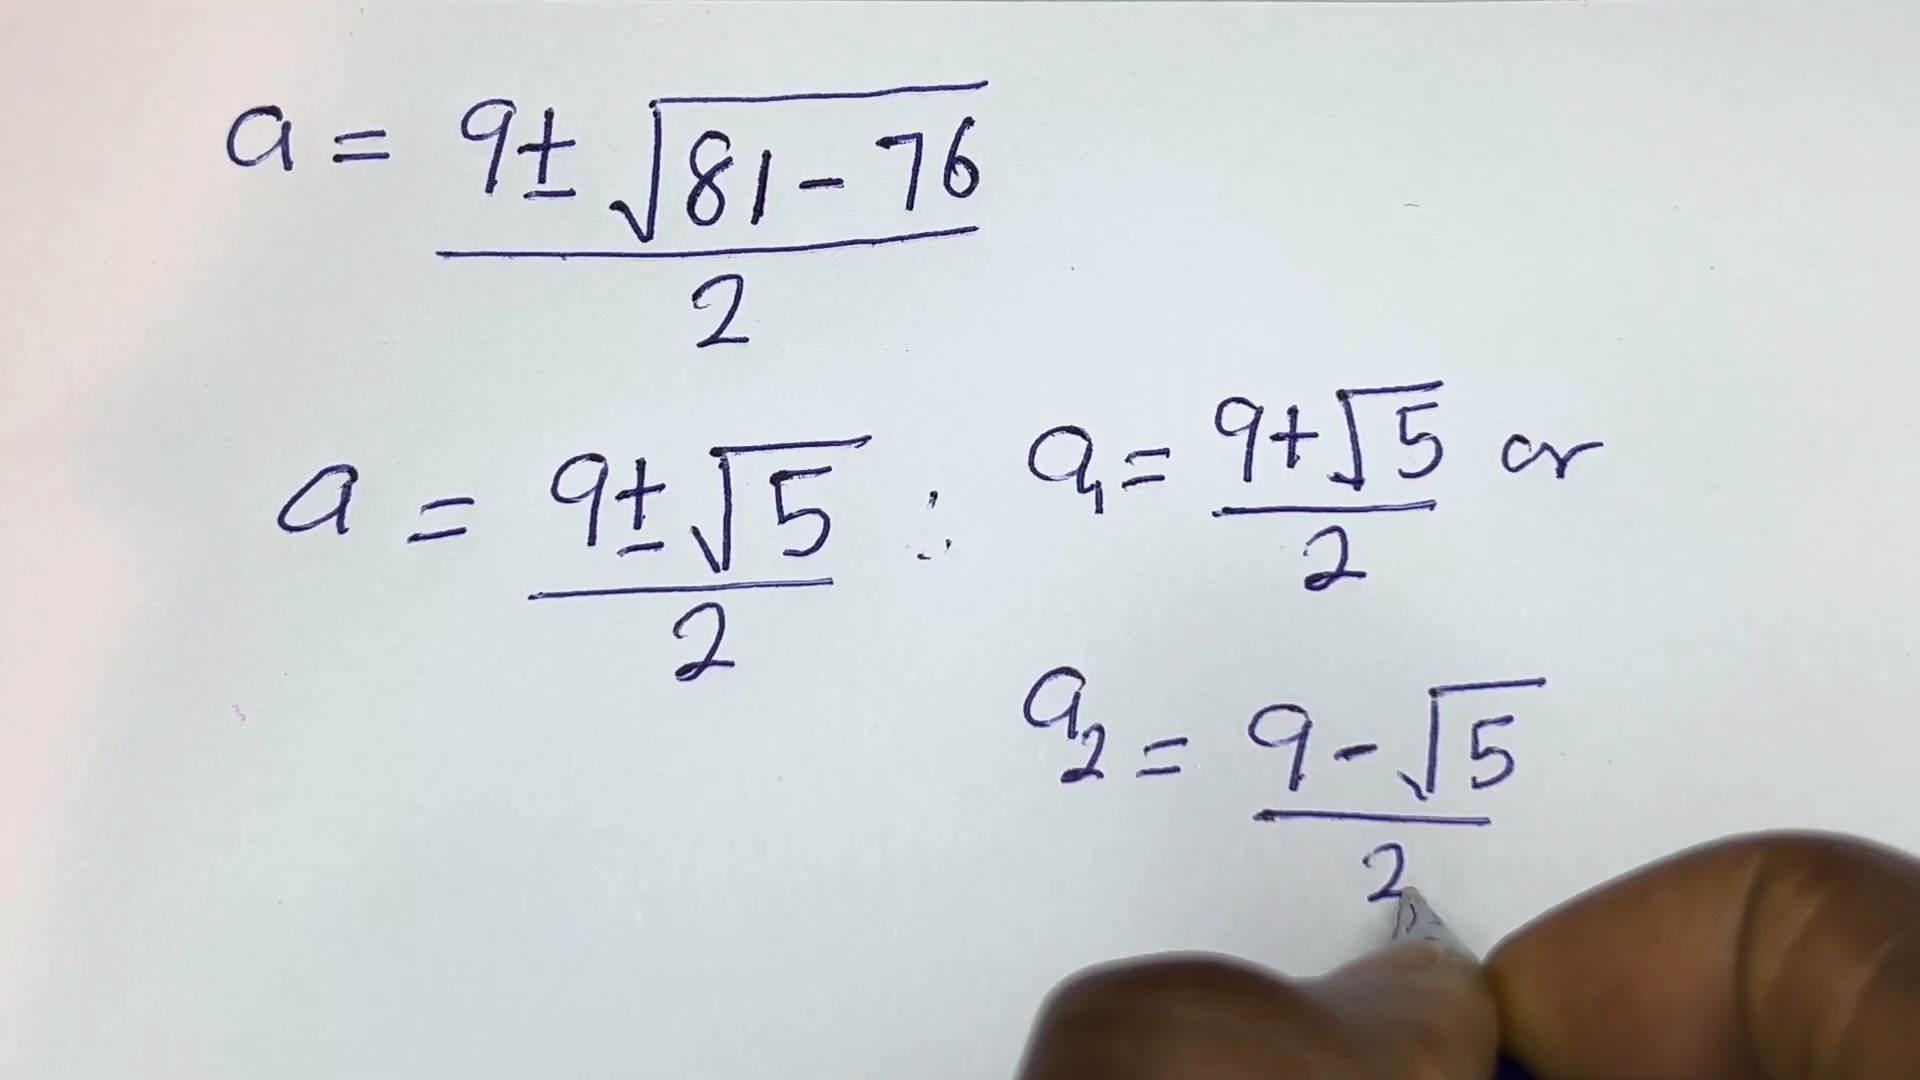 a = 9 ± √81 - 76 / 2
a = 9 ± √5 / 2 : a₁ = 9 + √5 / 2 or
a₂ = 9 - √5 / 2